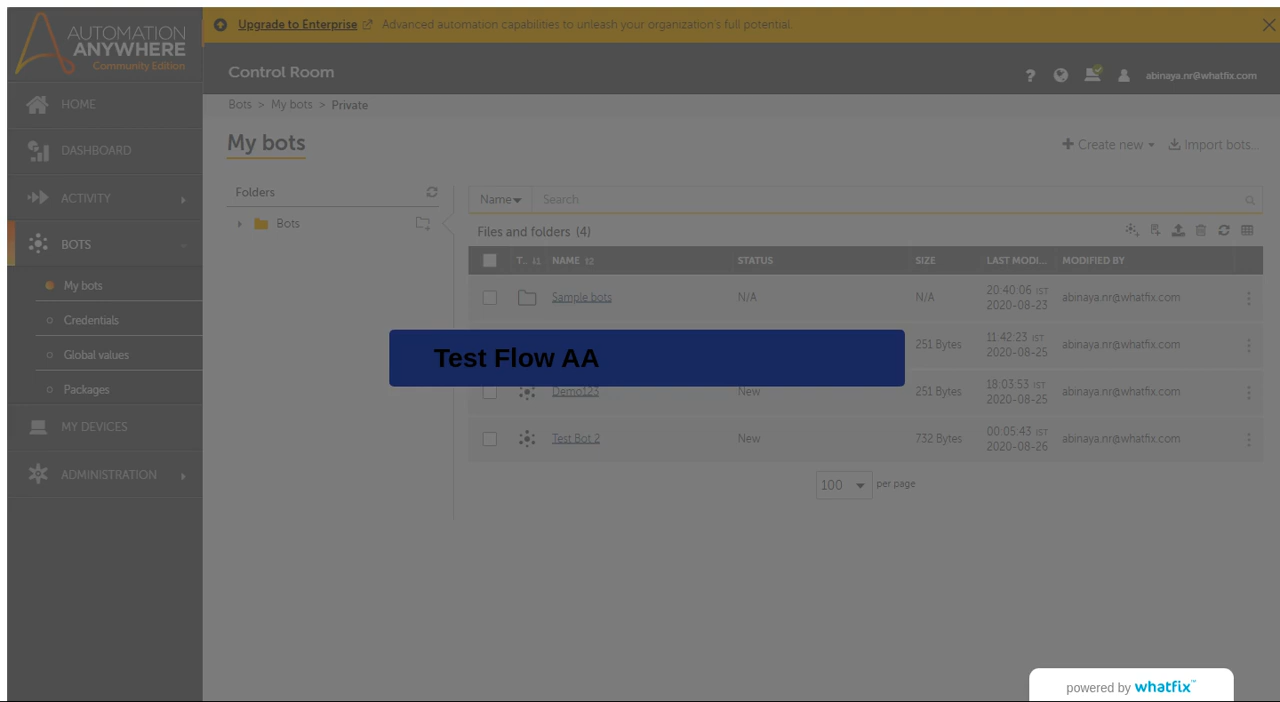 AUTOMATION
ANYWHERE
Community Edition
Upgrade to Enterprise Advanced automation capabilities to unleash your organization's full potential.
Control Room
? abinaya.nr@whatfix.com
HOME
DASHBOARD
ACTIVITY
BOTS
My bots
Credentials
Global values
Packages
MY DEVICES
ADMINISTRATION
Bots > My bots > Private
My bots
Create new Import bots...
Folders
Bots
Name Search
Files and folders (4)
T... NAME STATUS SIZE LAST MODI... MODIFIED BY
Sample bots N/A N/A 20:40:06 IST 2020-08-23 abinaya.nr@whatfix.com
251 Bytes 11:42:23 IST 2020-08-25 abinaya.nr@whatfix.com
Test Flow AA
Demo123 New 251 Bytes 18:03:53 IST 2020-08-25 abinaya.nr@whatfix.com
Test Bot 2 New 732 Bytes 00:05:43 IST 2020-08-26 abinaya.nr@whatfix.com
100 per page
powered by whatfix™